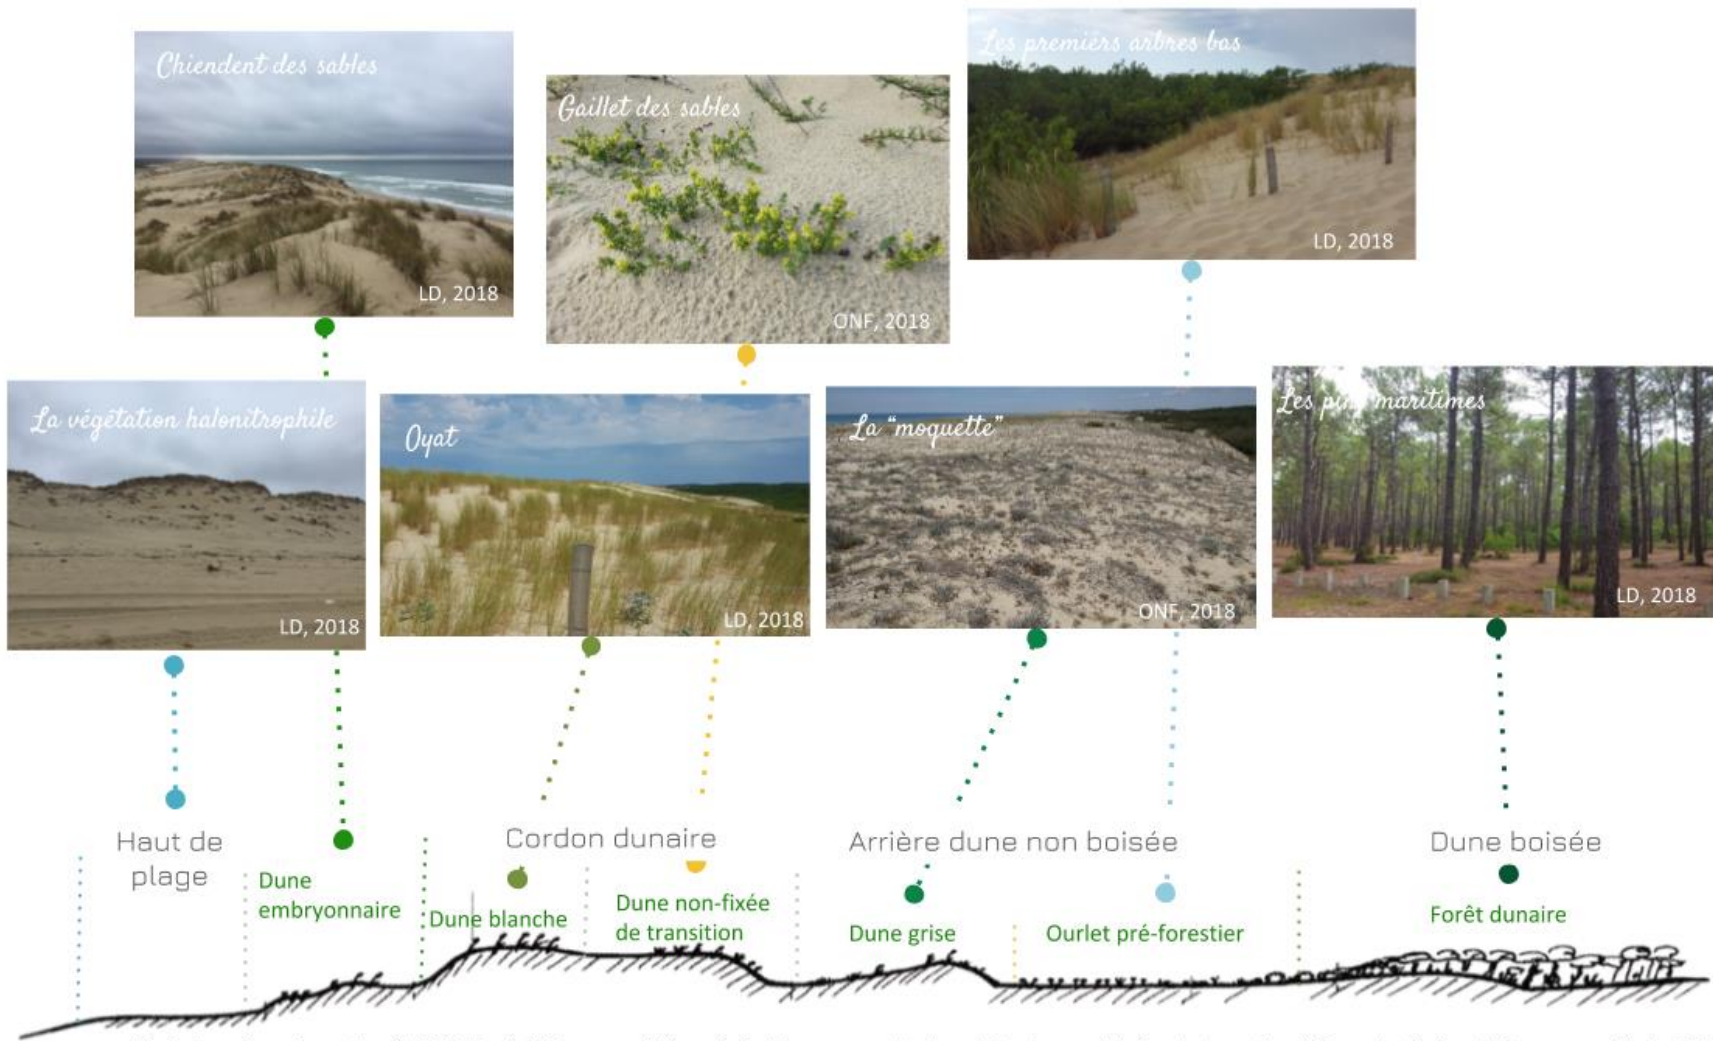 Chiendent des sables
LD, 2018
Gaillet des sables
ONF, 2018
Les premiers arbres bas
LD, 2018
La végétation halonitrophile
LD, 2018
Oyat
LD, 2018
La "moquette"
ONF, 2018
Les pins maritimes
LD, 2018
Haut de
plage
Dune
embryonnaire
Cordon dunaire
Dune blanche
Dune non-fixée
de transition
Arrière dune non boisée
Dune grise
Ourlet pré-forestier
Dune boisée
Forêt dunaire